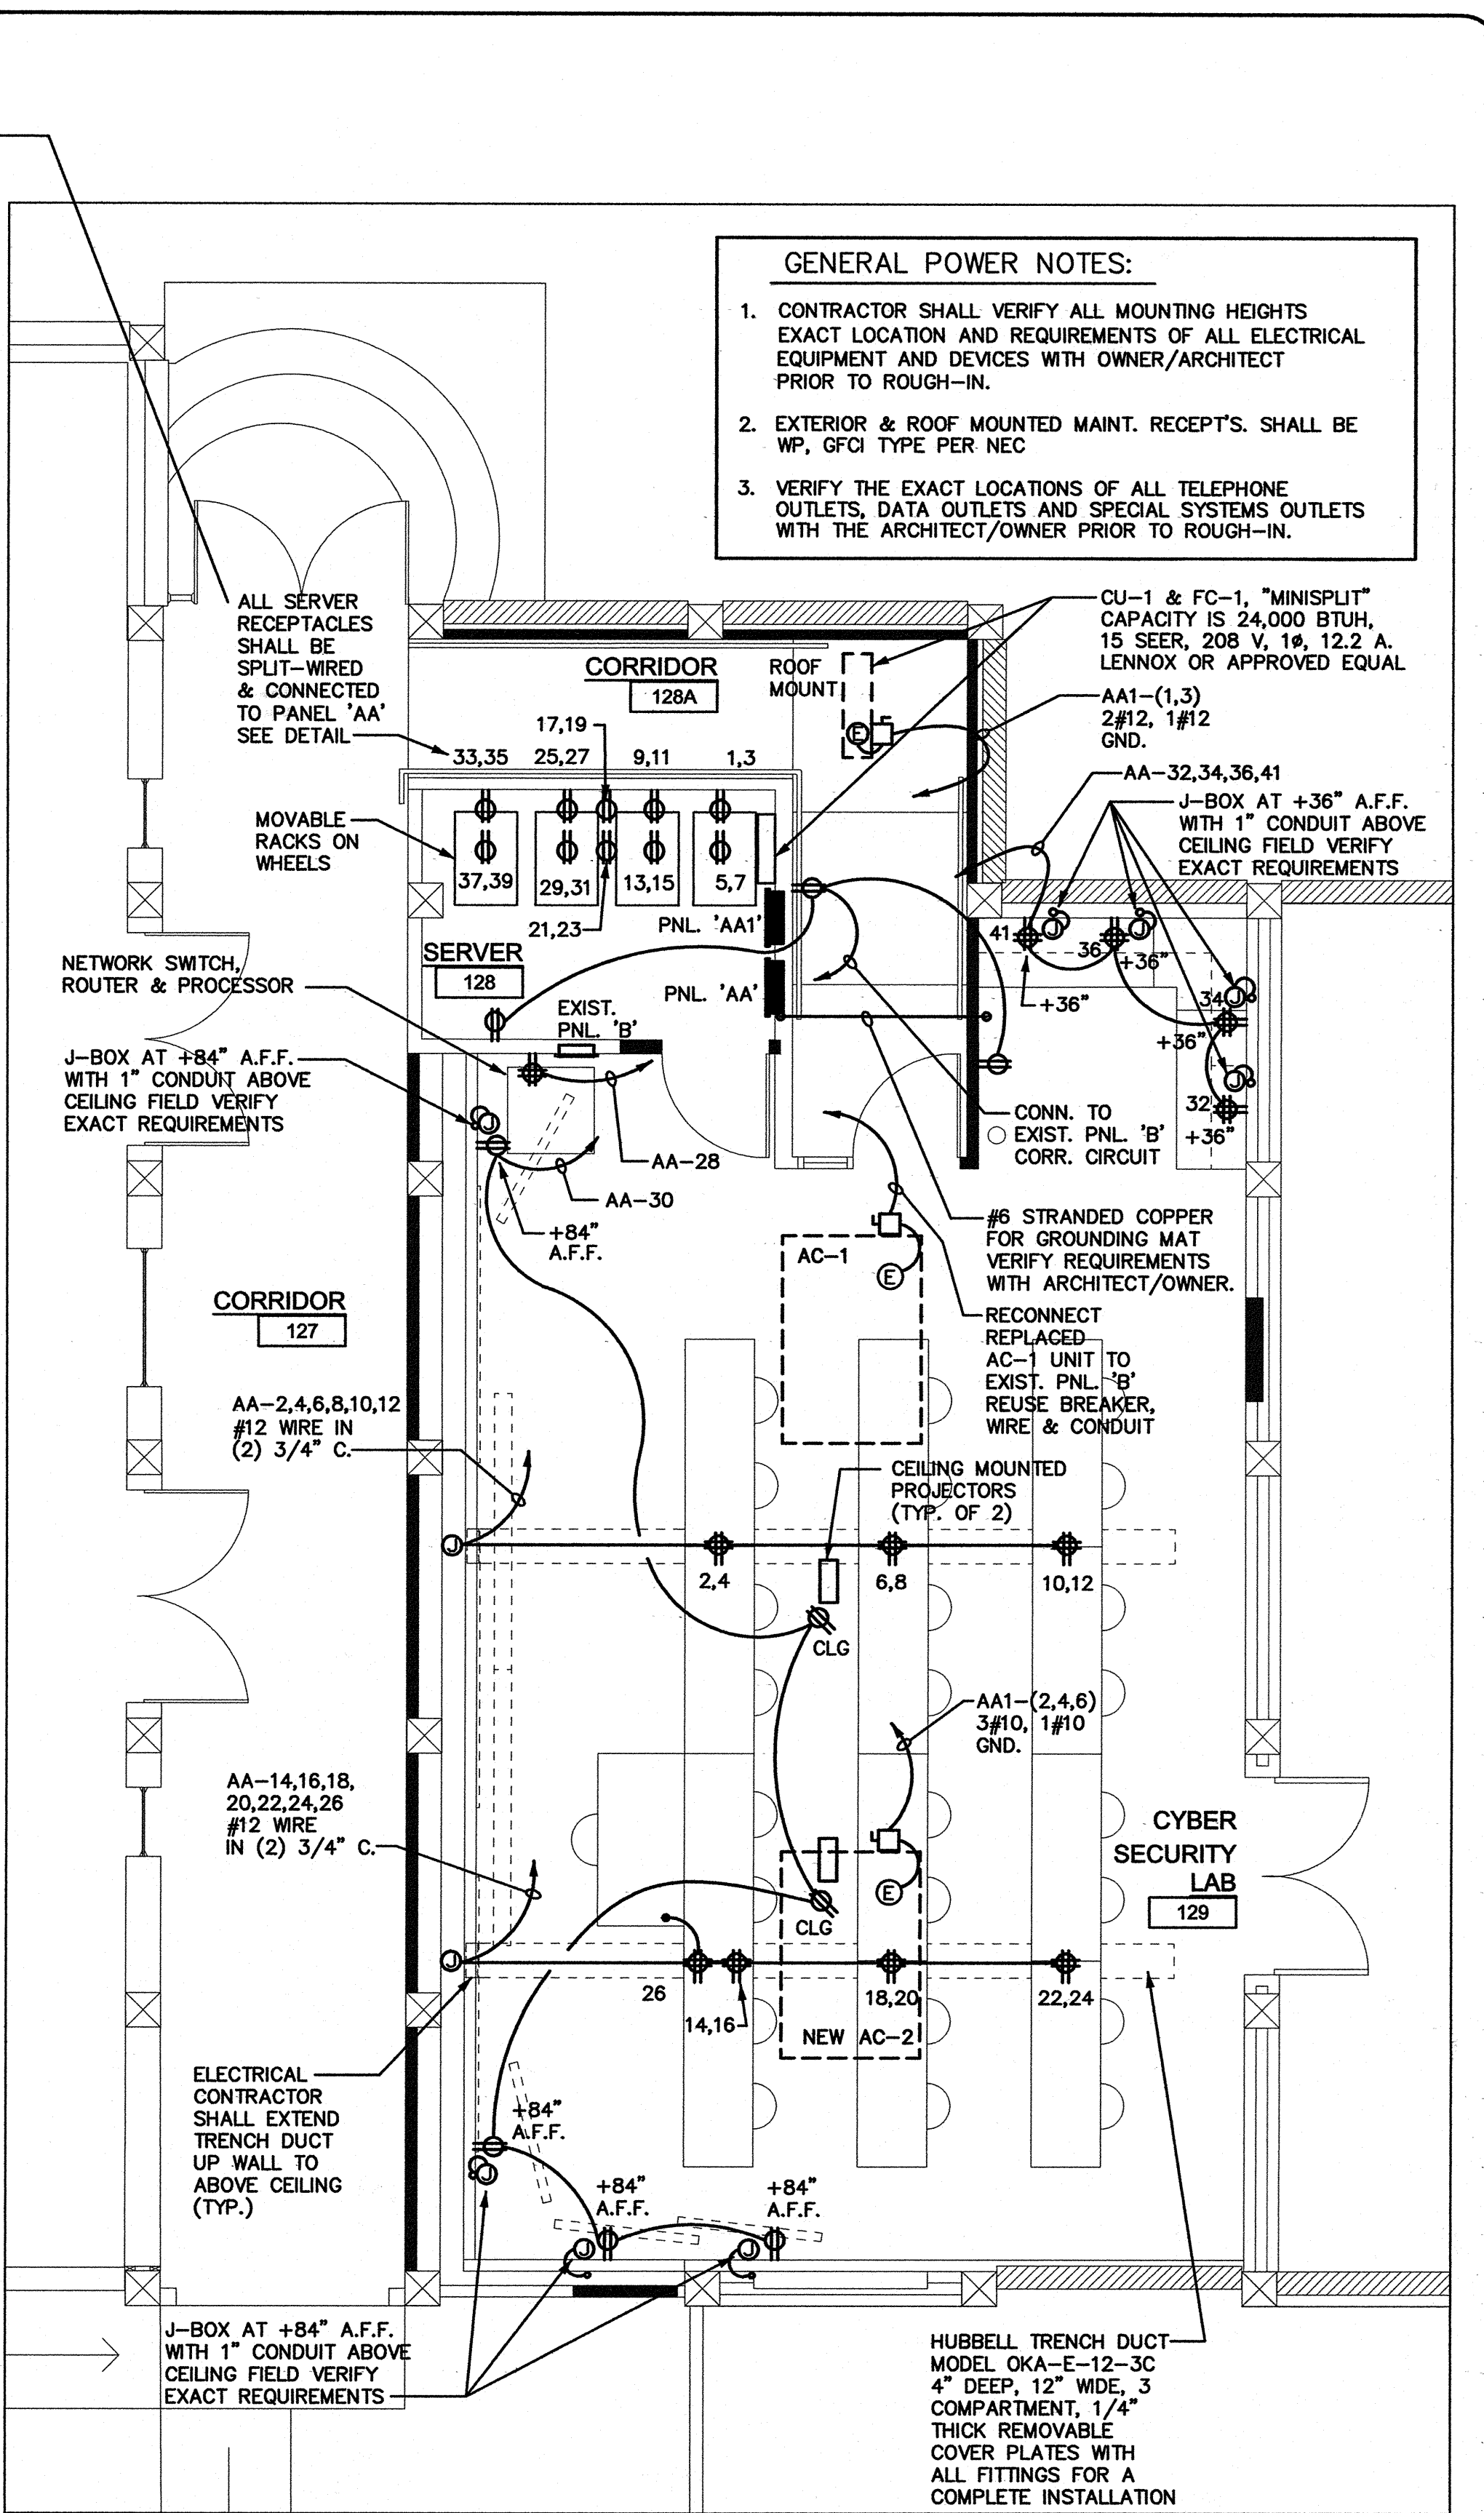 GENERAL POWER NOTES:
1. CONTRACTOR SHALL VERIFY ALL MOUNTING HEIGHTS
EXACT LOCATION AND REQUIREMENTS OF ALL ELECTRICAL
EQUIPMENT AND DEVICES WITH OWNER/ARCHITECT
PRIOR TO ROUGH-IN.
2. EXTERIOR & ROOF MOUNTED MAINT. RECEPT'S. SHALL BE
WP, GFCI TYPE PER NEC
3. VERIFY THE EXACT LOCATIONS OF ALL TELEPHONE
OUTLETS, DATA OUTLETS AND SPECIAL SYSTEMS OUTLETS
WITH THE ARCHITECT/OWNER PRIOR TO ROUGH-IN.
ALL SERVER
RECEPTACLES
SHALL BE
SPLIT-WIRED
& CONNECTED
TO PANEL 'AA'
SEE DETAIL
CORRIDOR
128A
ROOF
MOUNT
CU-1 & FC-1, "MINISPLIT"
CAPACITY IS 24,000 BTUH,
15 SEER, 208 V, 1ø, 12.2 A.
LENNOX OR APPROVED EQUAL
AA1-(1,3)
2#12, 1#12
GND.
17,19
33,35
25,27
9,11
1,3
E
AA-32,34,36,41
J-BOX AT +36" A.F.F.
WITH 1" CONDUIT ABOVE
CEILING FIELD VERIFY
EXACT REQUIREMENTS
MOVABLE
RACKS ON
WHEELS
37,39
29,31
13,15
5,7
21,23
PNL. 'AA1'
SERVER
128
PNL. 'AA'
41
J
36
J
+36"
+36"
34
J
+36"
J
32
+36"
NETWORK SWITCH,
ROUTER & PROCESSOR
EXIST.
PNL. 'B'
J-BOX AT +84" A.F.F.
WITH 1" CONDUIT ABOVE
CEILING FIELD VERIFY
EXACT REQUIREMENTS
J
AA-28
AA-30
+84"
A.F.F.
CONN. TO
EXIST. PNL. 'B'
CORR. CIRCUIT
#6 STRANDED COPPER
FOR GROUNDING MAT
VERIFY REQUIREMENTS
WITH ARCHITECT/OWNER.
AC-1
E
CORRIDOR
127
RECONNECT
REPLACED
AC-1 UNIT TO
EXIST. PNL. 'B'
REUSE BREAKER,
WIRE & CONDUIT
AA-2,4,6,8,10,12
#12 WIRE IN
(2) 3/4" C.
CEILING MOUNTED
PROJECTORS
(TYP. OF 2)
J
2,4
6,8
10,12
CLG
AA1-(2,4,6)
3#10, 1#10
GND.
AA-14,16,18,
20,22,24,26
#12 WIRE
IN (2) 3/4" C.
CYBER
SECURITY
LAB
129
E
CLG
J
26
14,16
18,20
22,24
NEW AC-2
ELECTRICAL
CONTRACTOR
SHALL EXTEND
TRENCH DUCT
UP WALL TO
ABOVE CEILING
(TYP.)
+84"
A.F.F.
J
+84"
A.F.F.
J
+84"
A.F.F.
J
J-BOX AT +84" A.F.F.
WITH 1" CONDUIT ABOVE
CEILING FIELD VERIFY
EXACT REQUIREMENTS
HUBBELL TRENCH DUCT
MODEL OKA-E-12-3C
4" DEEP, 12" WIDE, 3
COMPARTMENT, 1/4"
THICK REMOVABLE
COVER PLATES WITH
ALL FITTINGS FOR A
COMPLETE INSTALLATION